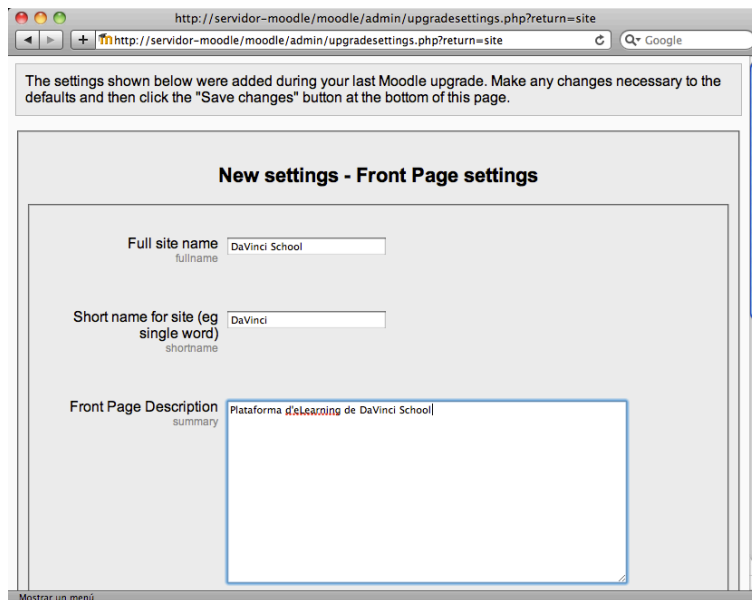 http://servidor-moodle/moodle/admin/upgradesettings.php?return=site
http://servidor-moodle/moodle/admin/upgradesettings.php?return=site
Google
The settings shown below were added during your last Moodle upgrade. Make any changes necessary to the
defaults and then click the "Save changes" button at the bottom of this page.
New settings - Front Page settings
Full site name
DaVinci School
fullname
Short name for site (eg
single word)
DaVinci
shortname
Front Page Description
Plataforma d'eLearning de DaVinci School
summary
Mostrar un menú